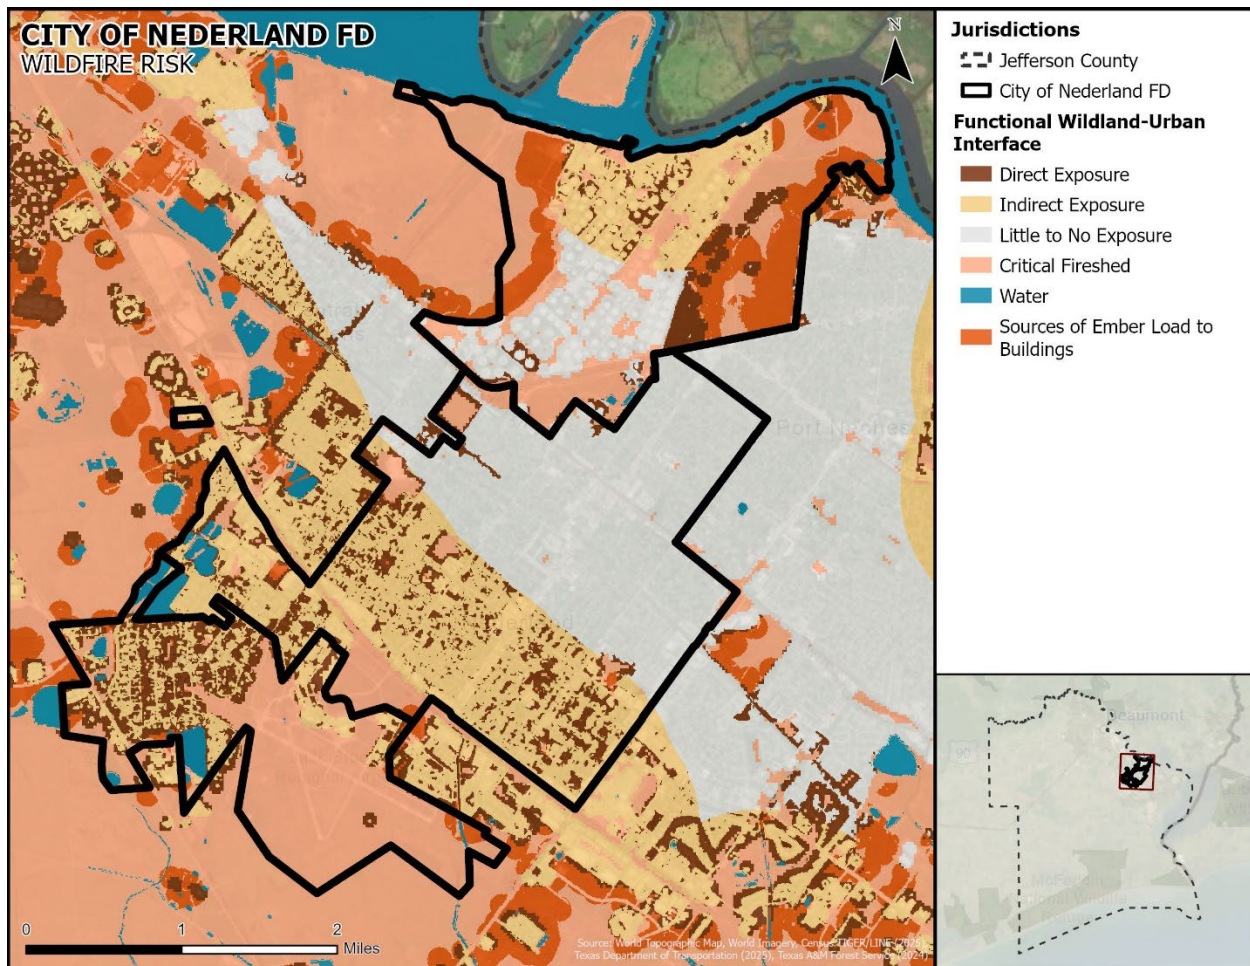 CITY OF NEDERLAND FD
WILDFIRE RISK
N
Port Neches
0 1 2
Miles
Source: World Topographic Map, World Imagery, Census TIGER/LINE (2025)
Texas Department of Transportation (2025), Texas A&M Forest Service (2024)
Jurisdictions
Jefferson County
City of Nederland FD
Functional Wildland-Urban
Interface
Direct Exposure
Indirect Exposure
Little to No Exposure
Critical Fireshed
Water
Sources of Ember Load to
Buildings
Beaumont
90